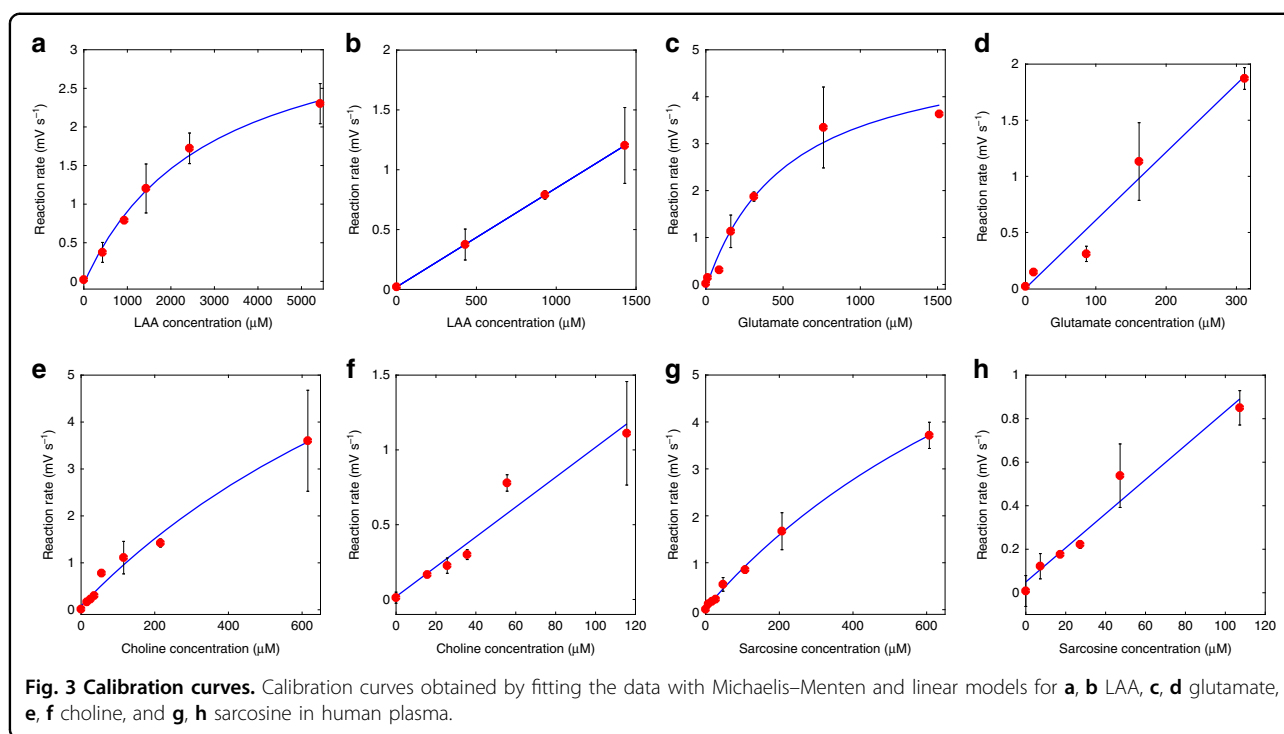 a
3
2.5
2
1.5
1
0.5
0
0 1000 2000 3000 4000 5000
Reaction rate (mV s⁻¹)
LAA concentration (μM)
b
2
1.5
1
0.5
0
0 500 1000 1500
Reaction rate (mV s⁻¹)
LAA concentration (μM)
c
5
4
3
2
1
0
0 500 1000 1500
Reaction rate (mV s⁻¹)
Glutamate concentration (μM)
d
2
1.5
1
0.5
0
0 100 200 300
Reaction rate (mV s⁻¹)
Glutamate concentration (μM)
e
5
4
3
2
1
0
0 200 400 600
Reaction rate (mV s⁻¹)
Choline concentration (μM)
f
1.5
1
0.5
0
0 20 40 60 80 100 120
Reaction rate (mV s⁻¹)
Choline concentration (μM)
g
5
4
3
2
1
0
0 200 400 600
Reaction rate (mV s⁻¹)
Sarcosine concentration (μM)
h
1
0.8
0.6
0.4
0.2
0
0 20 40 60 80 100 120
Reaction rate (mV s⁻¹)
Sarcosine concentration (μM)
Fig. 3 Calibration curves. Calibration curves obtained by fitting the data with Michaelis–Menten and linear models for a, b LAA, c, d glutamate,
e, f choline, and g, h sarcosine in human plasma.